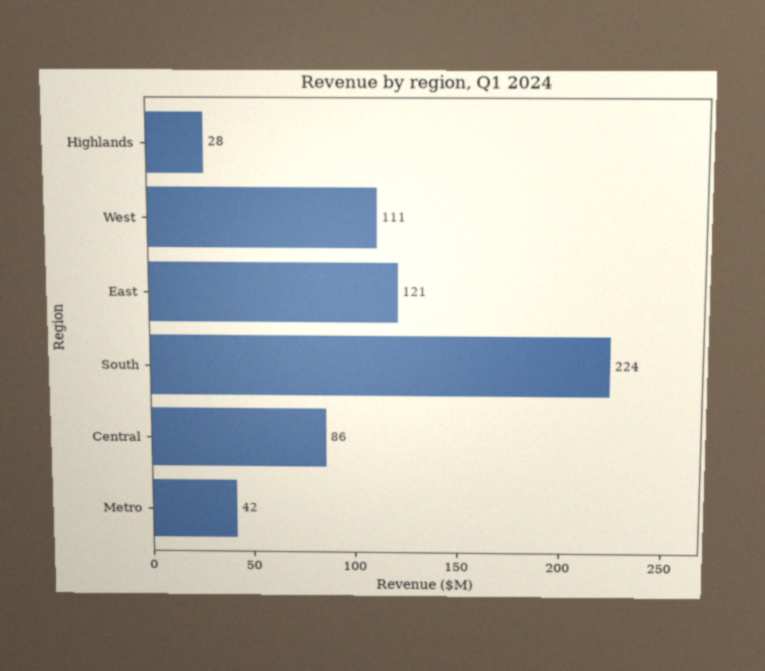 Revenue by region, Q1 2024
Highlands 28
West 111
East 121
South 224
Central 86
Metro 42
Region
0 50 100 150 200 250
Revenue ($M)